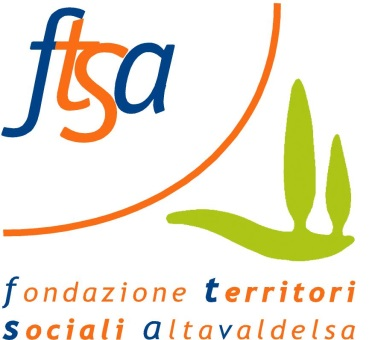 ftsa
fondazione territori
sociali altavaldelsa